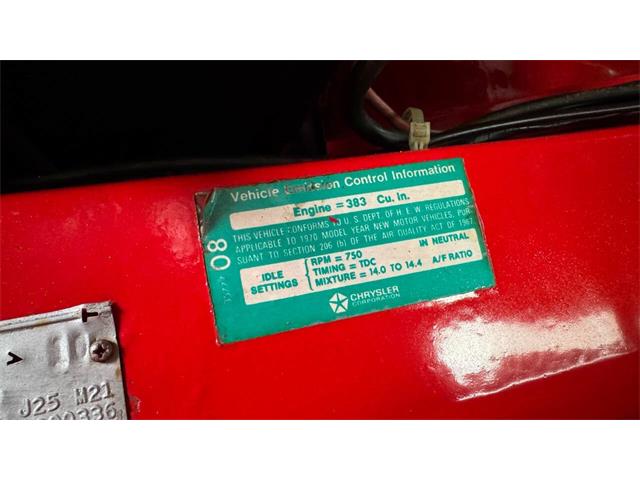 Vehicle Emission Control Information
Engine = 383 Cu. In.
THIS VEHICLE CONFORMS TO U.S. DEPT. OF H.E.W. REGULATIONS
APPLICABLE TO 1970 MODEL YEAR NEW MOTOR VEHICLES, PUR-
SUANT TO SECTION 206 (b) OF THE AIR QUALITY ACT OF 1967.
08
IDLE SETTINGS
RPM = 750 IN NEUTRAL
TIMING = TDC
MIXTURE = 14.0 TO 14.4 A/F RATIO
CHRYSLER
CORPORATION
V
T
J25 M21